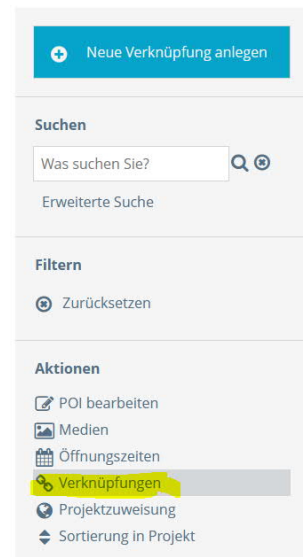 Neue Verknüpfung anlegen
Suchen
Was suchen Sie?
Erweiterte Suche
Filtern
Zurücksetzen
Aktionen
POI bearbeiten
Medien
Öffnungszeiten
Verknüpfungen
Projektzuweisung
Sortierung in Projekt